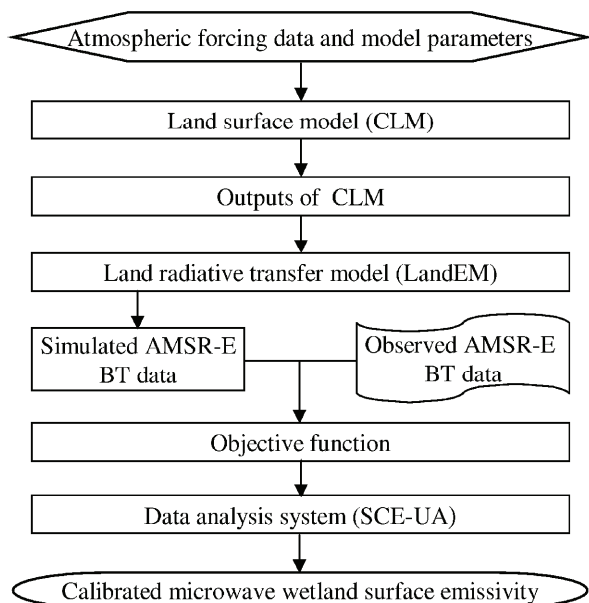 Atmospheric forcing data and model parameters
Land surface model (CLM)
Outputs of CLM
Land radiative transfer model (LandEM)
Simulated AMSR-E
BT data
Observed AMSR-E
BT data
Objective function
Data analysis system (SCE-UA)
Calibrated microwave wetland surface emissivity